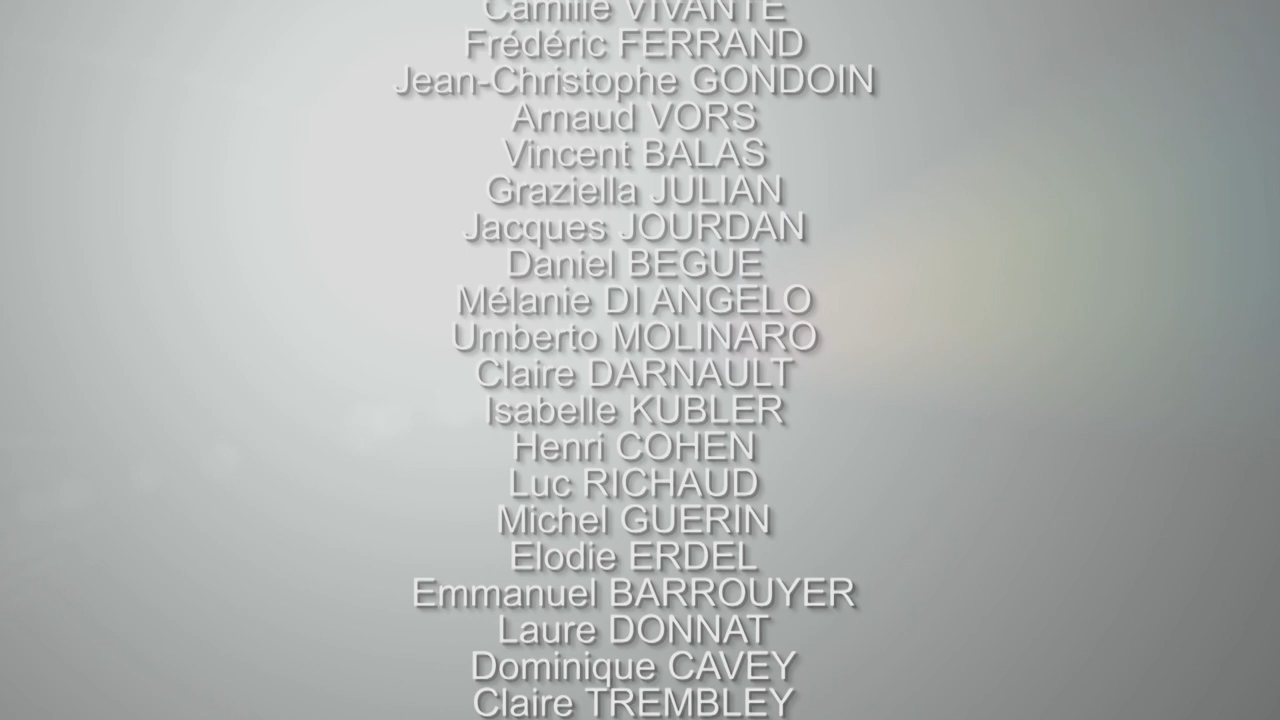 Camille VIVANTE
Frédéric FERRAND
Jean-Christophe GONDOIN
Arnaud VORS
Vincent BALAS
Graziella JULIAN
Jacques JOURDAN
Daniel BEGUE
Mélanie DI ANGELO
Umberto MOLINARO
Claire DARNAULT
Isabelle KUBLER
Henri COHEN
Luc RICHAUD
Michel GUERIN
Elodie ERDEL
Emmanuel BARROUYER
Laure DONNAT
Dominique CAVEY
Claire TREMBLEY